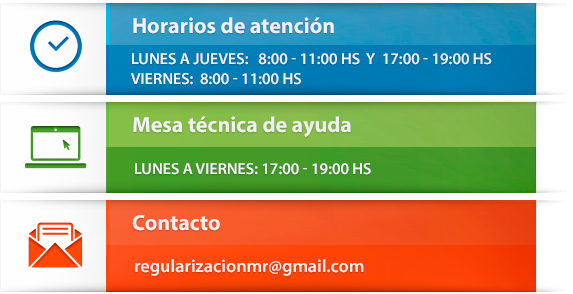 Horarios de atención
LUNES A JUEVES: 8:00 - 11:00 HS Y 17:00 - 19:00 HS
VIERNES: 8:00 - 11:00 HS
Mesa técnica de ayuda
LUNES A VIERNES: 17:00 - 19:00 HS
Contacto
regularizacionmr@gmail.com